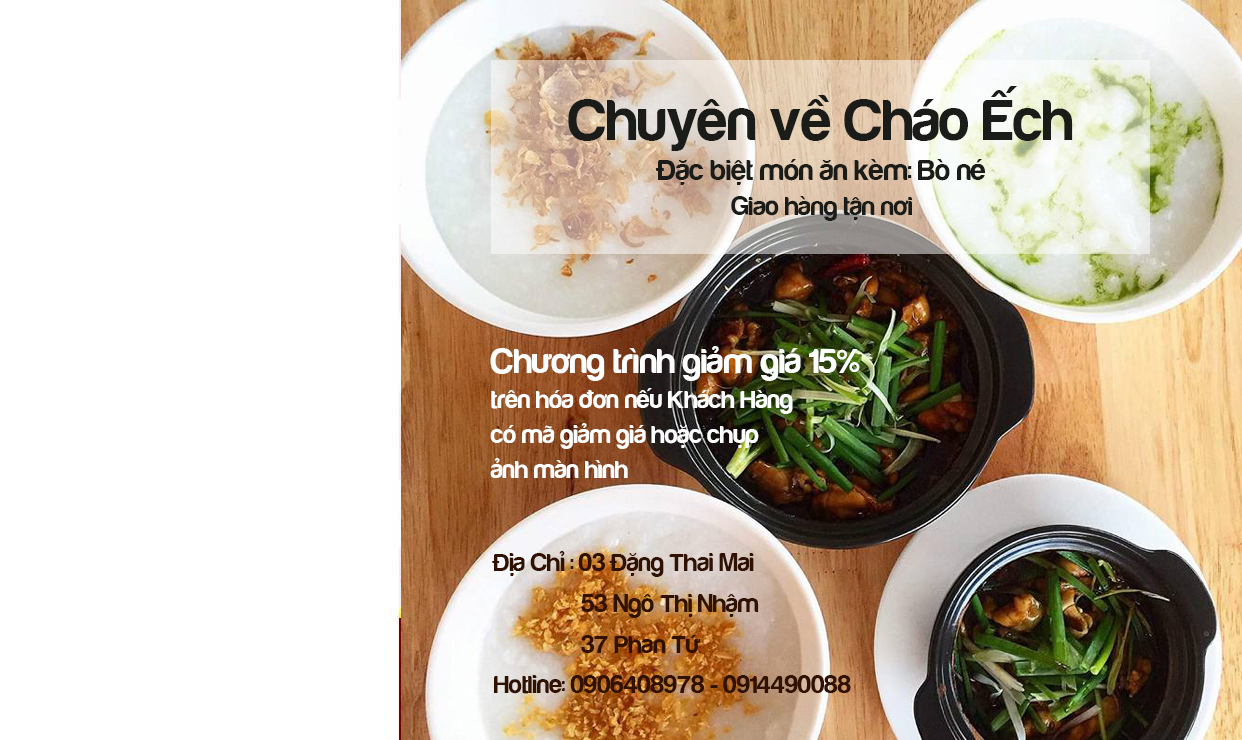 Chuyên về Cháo Ếch
Đặc biệt món ăn kèm: Bò né
Giao hàng tận nơi
Chương trình giảm giá 15%
trên hóa đơn nếu Khách Hàng
có mã giảm giá hoặc chụp
ảnh màn hình
Địa Chỉ : 03 Đặng Thai Mai
53 Ngô Thị Nhậm
37 Phan Tứ
Hotline: 0906408978 - 0914490088